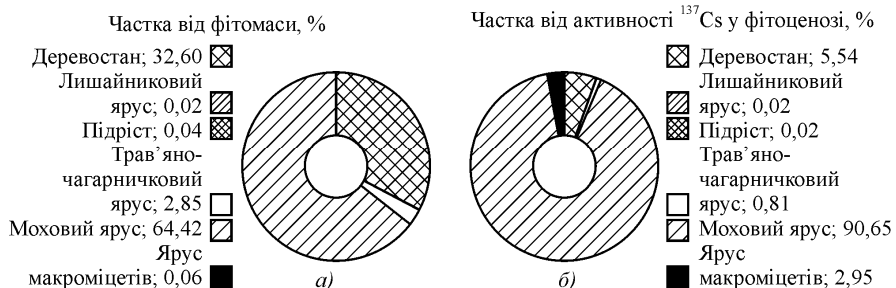 Частка від фітомаси, %
Деревостан; 32,60
Лишайниковий
ярус; 0,02
Підріст; 0,04
Трав’яно-
чагарничковий
ярус; 2,85
Моховий ярус; 64,42
Ярус
макроміцетів; 0,06
а)
Частка від активності ¹³⁷Cs у фітоценозі, %
Деревостан; 5,54
Лишайниковий
ярус; 0,02
Підріст; 0,02
Трав’яно-
чагарничковий
ярус; 0,81
Моховий ярус; 90,65
Ярус
макроміцетів; 2,95
б)